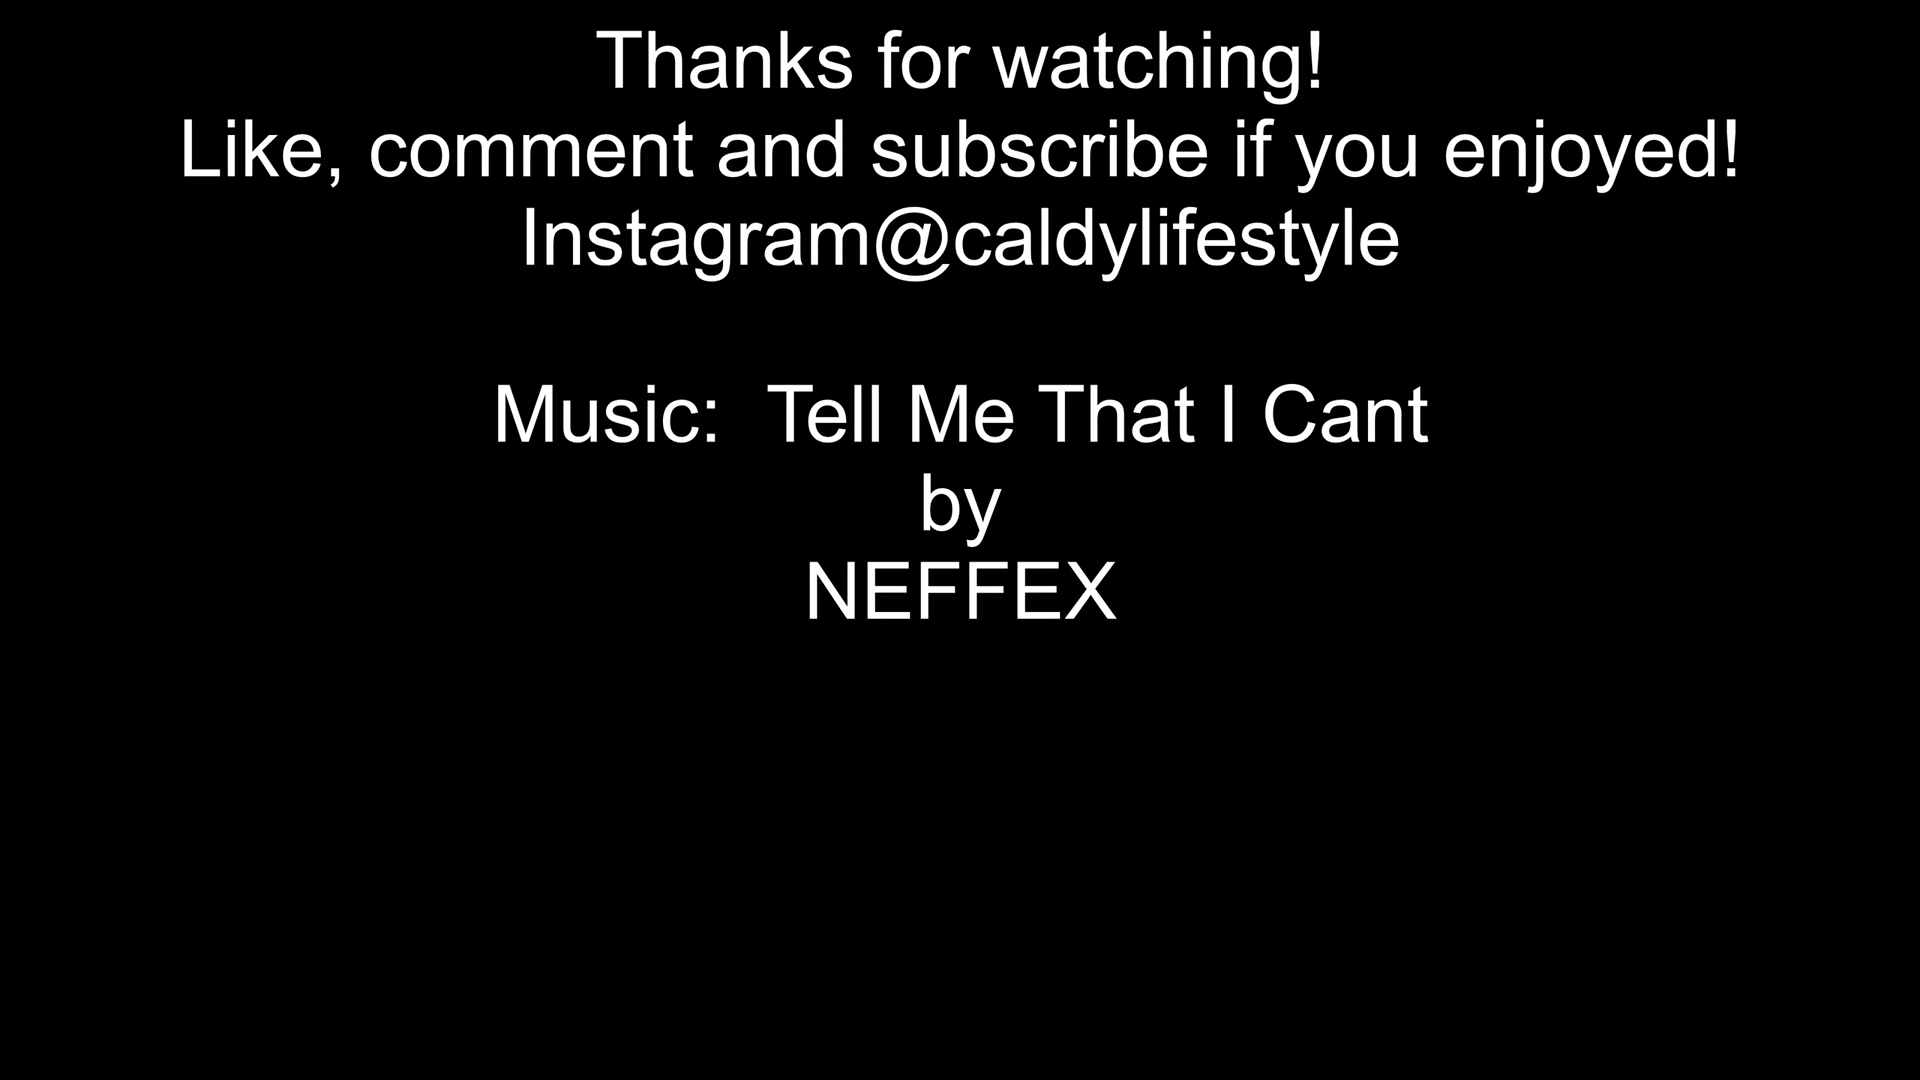 Thanks for watching!
Like, comment and subscribe if you enjoyed!
Instagram@caldylifestyle
Music:  Tell Me That I Cant
by
NEFFEX